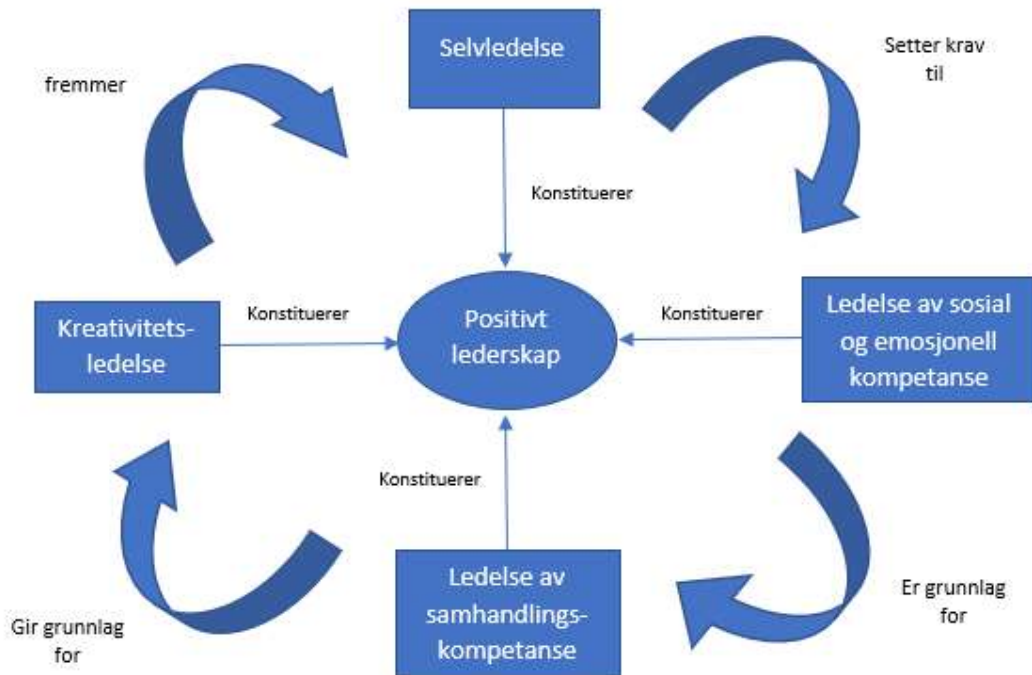 Selvledelse
Setter krav
til
fremmer
Konstituerer
Kreativitets-
ledelse
Konstituerer
Positivt
lederskap
Konstituerer
Ledelse av sosial
og emosjonell
kompetanse
Konstituerer
Ledelse av
samhandlings-
kompetanse
Er grunnlag
for
Gir grunnlag
for